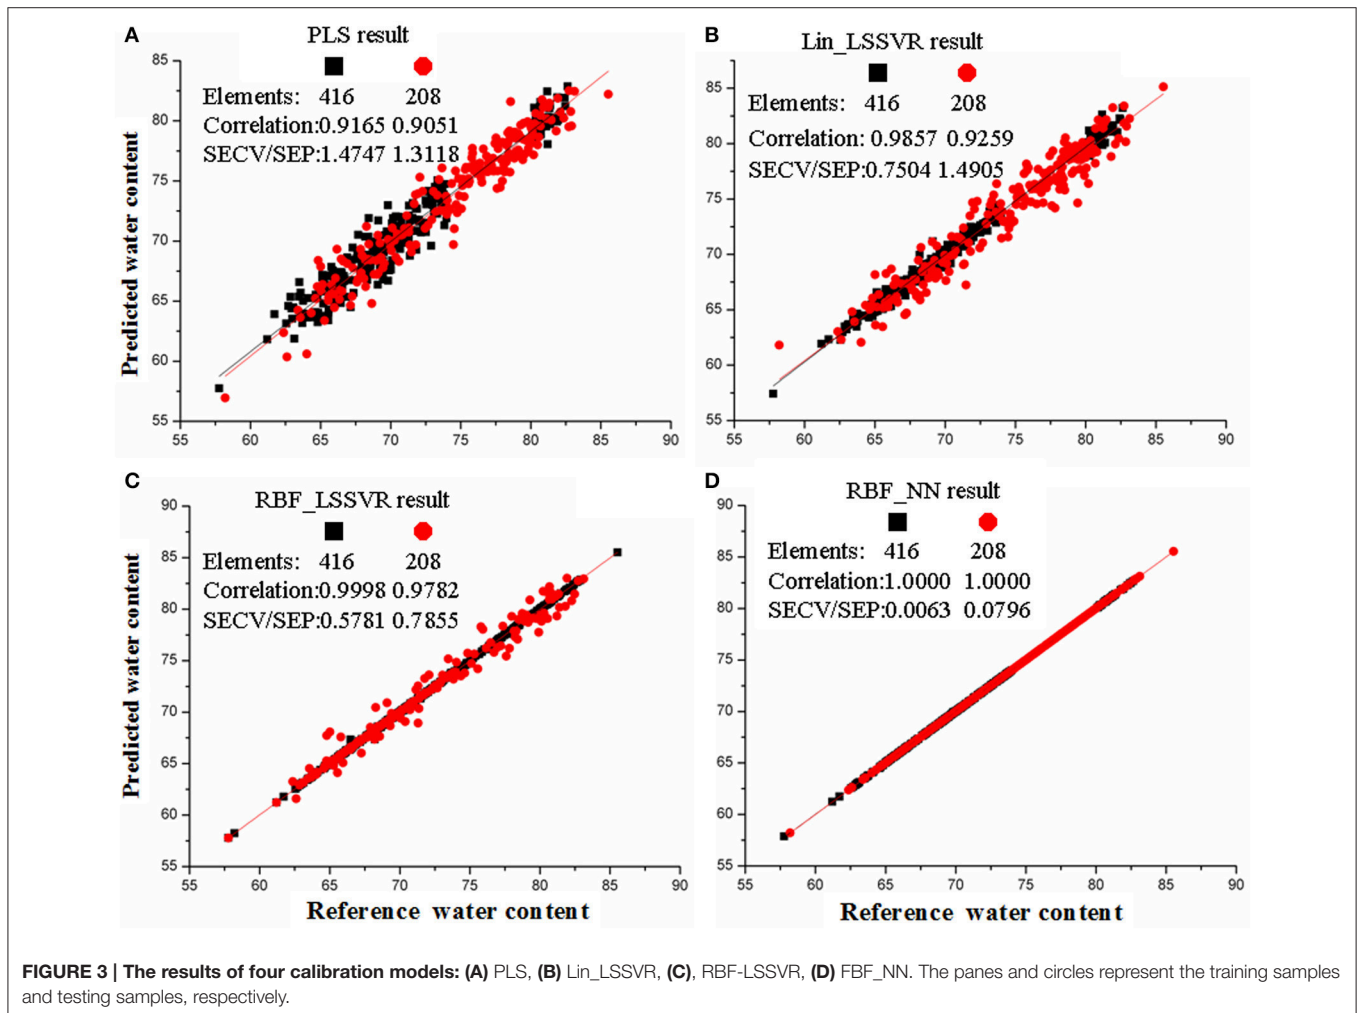 A
PLS result
Elements: 416 208
Correlation:0.9165 0.9051
SECV/SEP:1.4747 1.3118
85
80
75
70
65
60
55
55 60 65 70 75 80 85 90
Predicted water content
B
Lin_LSSVR result
Elements: 416 208
Correlation: 0.9857 0.9259
SECV/SEP:0.7504 1.4905
85
80
75
70
65
60
55
55 60 65 70 75 80 85 90
C
RBF_LSSVR result
Elements: 416 208
Correlation:0.9998 0.9782
SECV/SEP:0.5781 0.7855
90
85
80
75
70
65
60
55
55 60 65 70 75 80 85 90
Predicted water content
Reference water content
D
RBF_NN result
Elements: 416 208
Correlation:1.0000 1.0000
SECV/SEP:0.0063 0.0796
90
85
80
75
70
65
60
55
55 60 65 70 75 80 85 90
Reference water content
FIGURE 3 | The results of four calibration models: (A) PLS, (B) Lin_LSSVR, (C), RBF-LSSVR, (D) FBF_NN. The panes and circles represent the training samples
and testing samples, respectively.